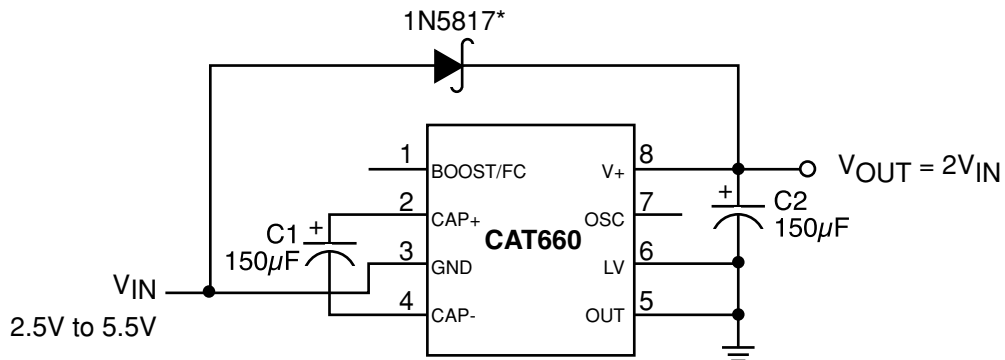 1N5817*
1 BOOST/FC V+ 8
VOUT = 2VIN
2 CAP+ OSC 7
C1 + 150µF
CAT660
+ C2 150µF
3 GND LV 6
VIN
2.5V to 5.5V
4 CAP- OUT 5